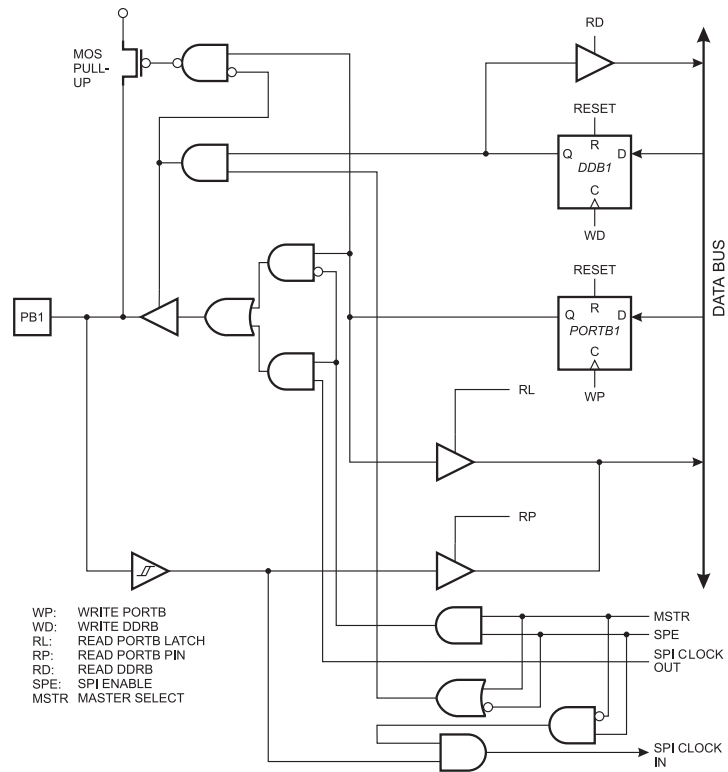 MOS
PULL-
UP
RD
RESET
R
Q
D
DDB1
C
WD
RESET
R
Q
D
PORTB1
C
WP
DATA BUS
PB1
RL
RP
WP: WRITE PORTB
WD: WRITE DDRB
RL: READ PORTB LATCH
RP: READ PORTB PIN
RD: READ DDRB
SPE: SPI ENABLE
MSTR MASTER SELECT
MSTR
SPE
SPI CLOCK
OUT
SPI CLOCK
IN